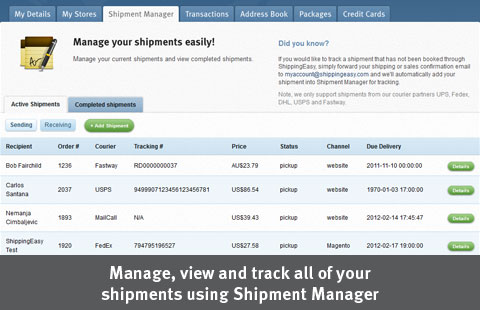 My Details My Stores Shipment Manager Transactions Address Book Packages Credit Cards
Manage your shipments easily!
Manage your current shipments and view completed shipments.
Did you know?
If you would like to track a shipment that has not been booked through
ShippingEasy, simply forward your shipping or sales confirmation email
to myaccount@shippingeasy.com and we'll automatically add your
shipment into Shipment Manager for tracking.
Note, we only support shipments from our courier partners UPS, Fedex,
DHL, USPS and Fastway.
Active Shipments Completed shipments
Sending Receiving + Add Shipment
Recipient Order # Courier Tracking # Price Status Channel Due Delivery
Bob Fairchild 1236 Fastway RD0000000037 AU$23.79 pickup website 2011-11-10 00:00:00 Details
Carlos
Santana 2037 USPS 9499907123456123456781 US$86.54 pickup website 1970-01-03 17:00:00 Details
Nemanja
Cimbaljevic 1893 MailCall N/A US$39.43 pickup website 2012-02-14 17:45:47 Details
ShippingEasy
Test 1920 FedEx 794795196527 US$27.58 pickup Magento 2012-02-17 19:00:00 Details
Manage, view and track all of your
shipments using Shipment Manager